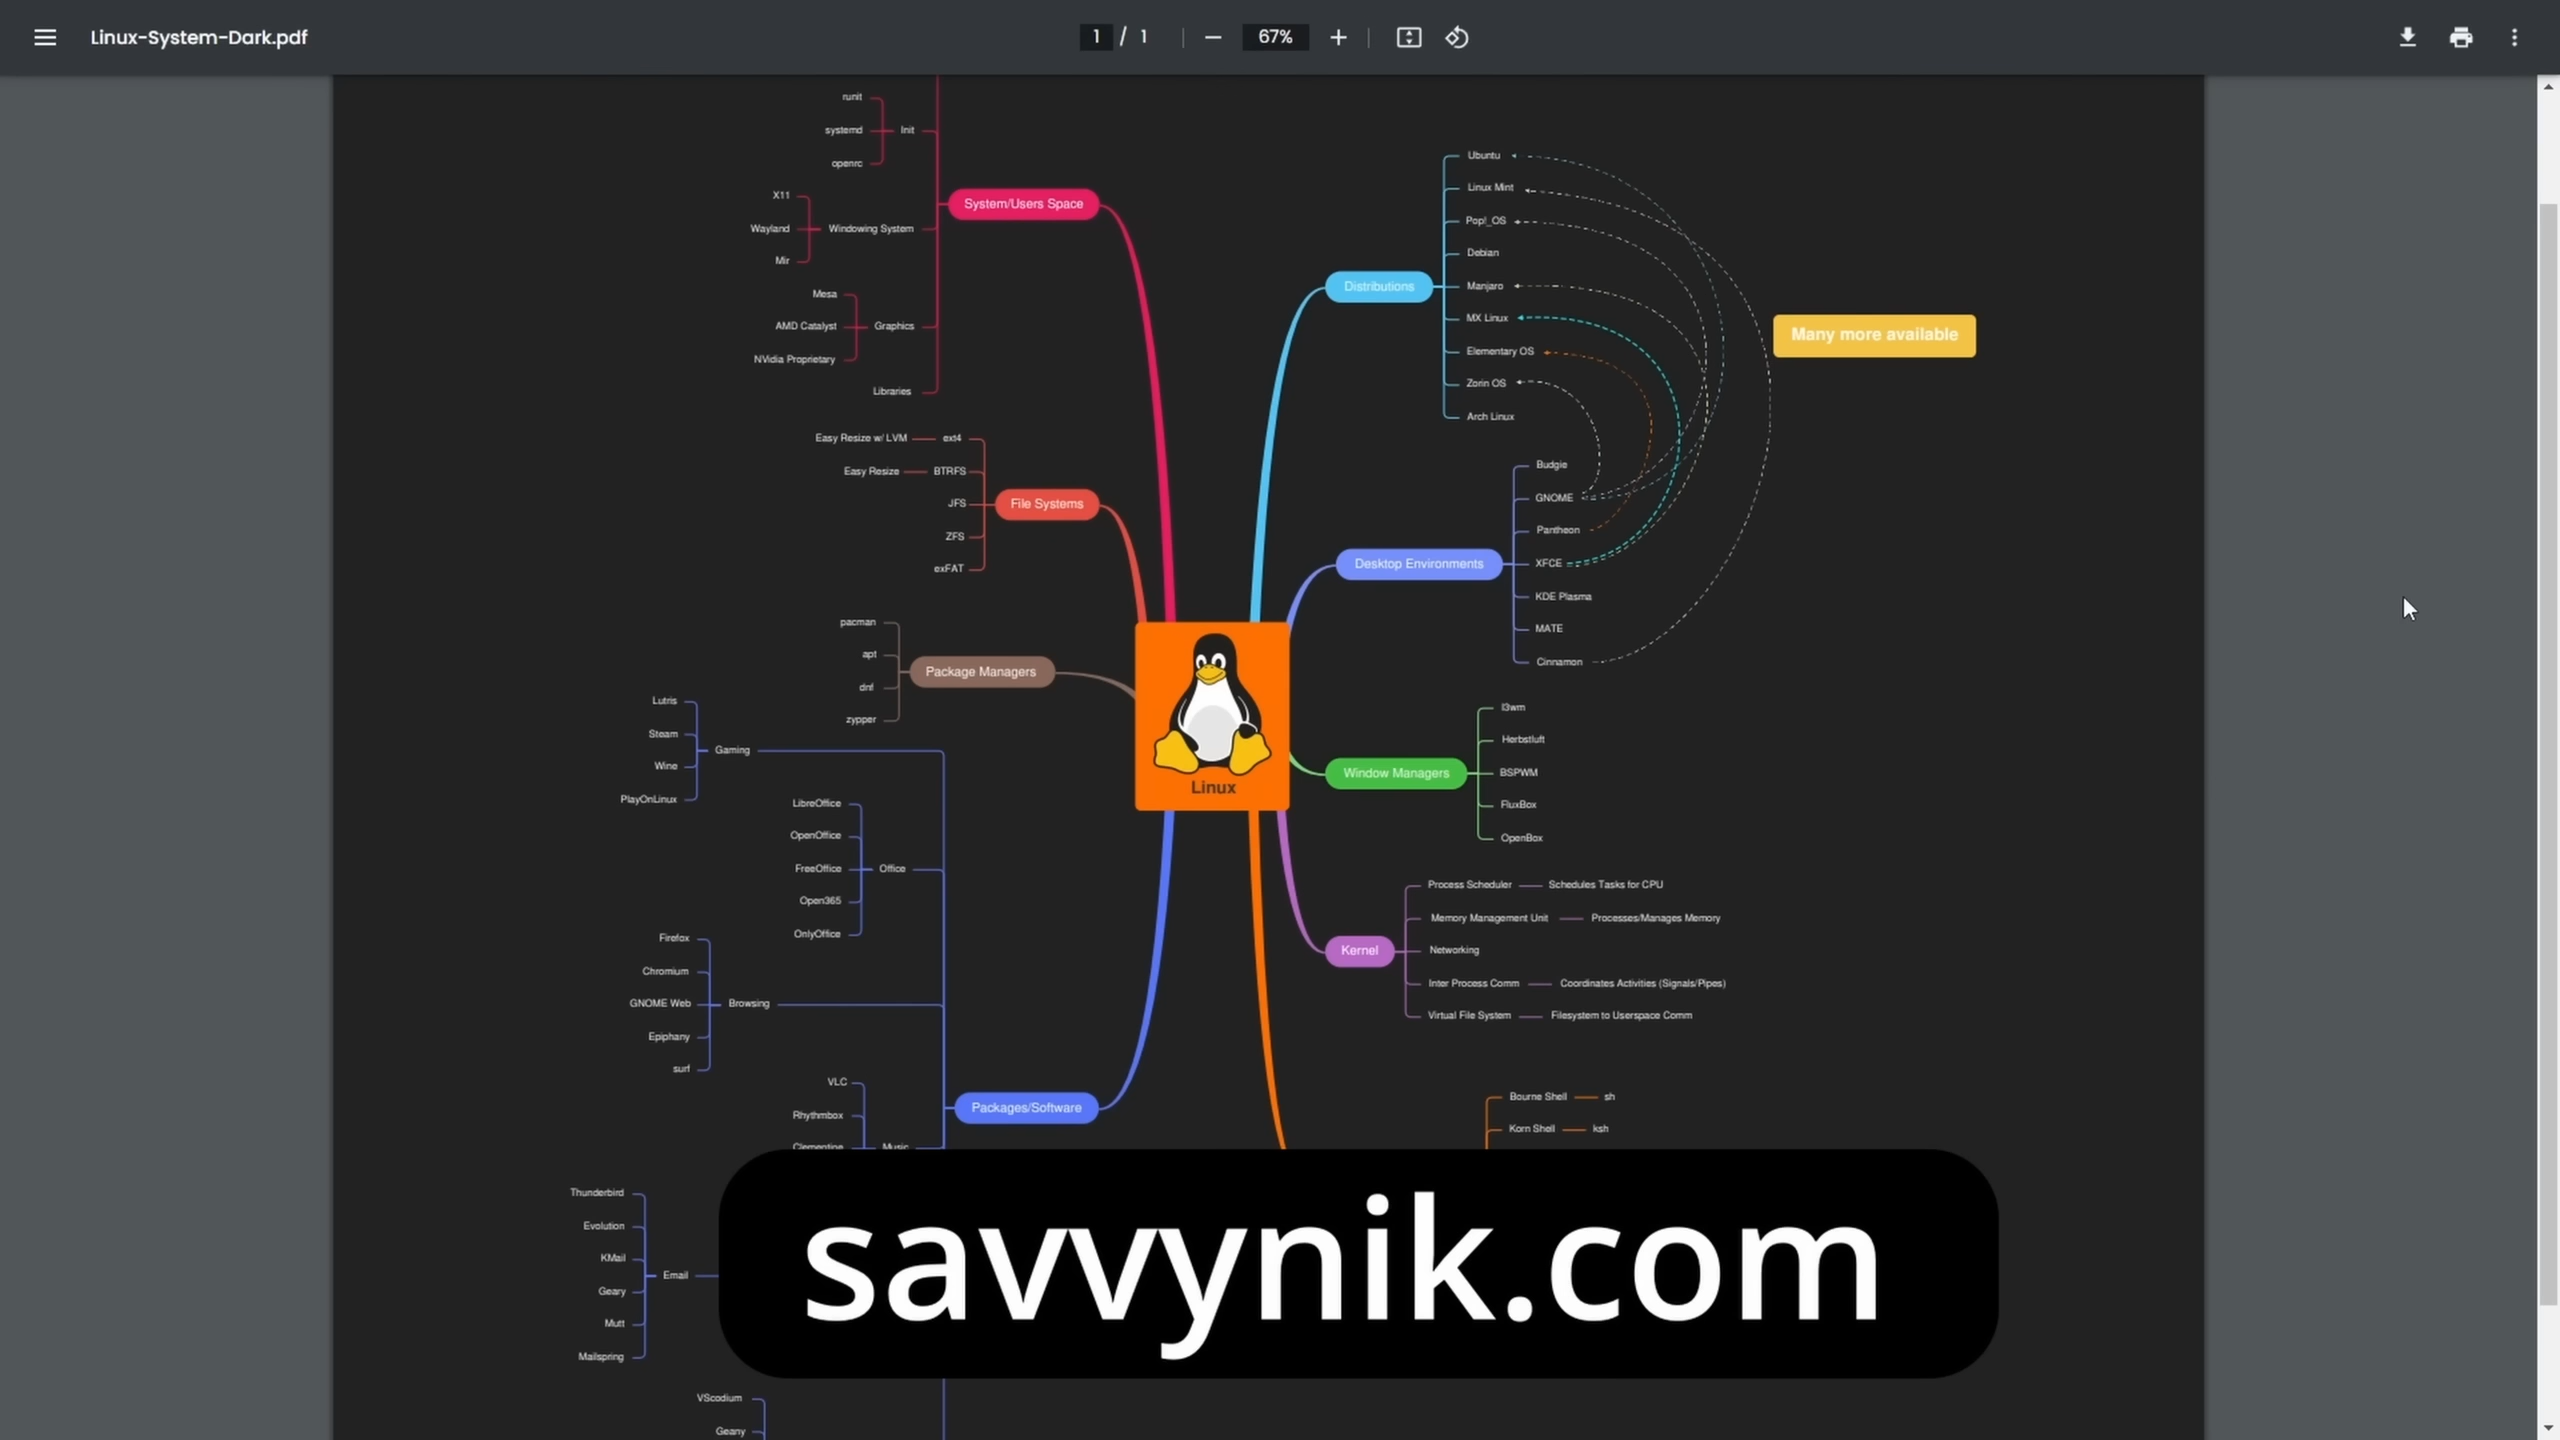 Linux-System-Dark.pdf
1 / 1
67%
runit
systemd
openrc
Init
X11
Wayland
Mir
Windowing System
Mesa
AMD Catalyst
NVidia Proprietary
Graphics
Libraries
System/Users Space
Easy Resize w/ LVM
ext4
Easy Resize
BTRFS
JFS
ZFS
exFAT
File Systems
pacman
apt
dnf
zypper
Package Managers
Lutris
Steam
Wine
PlayOnLinux
Gaming
LibreOffice
OpenOffice
FreeOffice
Open365
OnlyOffice
Office
Firefox
Chromium
GNOME Web
Epiphany
surf
Browsing
VLC
Rhythmbox
Clementine
Music
Packages/Software
Thunderbird
Evolution
KMail
Geary
Mutt
Mailspring
Email
VScodium
Geany
Linux
Distributions
Ubuntu
Linux Mint
Pop!_OS
Debian
Manjaro
MX Linux
Elementary OS
Zorin OS
Arch Linux
Many more available
Desktop Environments
Budgie
GNOME
Pantheon
XFCE
KDE Plasma
MATE
Cinnamon
Window Managers
I3wm
Herbstluft
BSPWM
FluxBox
OpenBox
Kernel
Process Scheduler
Schedules Tasks for CPU
Memory Management Unit
Processes/Manages Memory
Networking
Inter Process Comm
Coordinates Activities (Signals/Pipes)
Virtual File System
Filesystem to Userspace Comm
Bourne Shell
sh
Korn Shell
ksh
savvynik.com